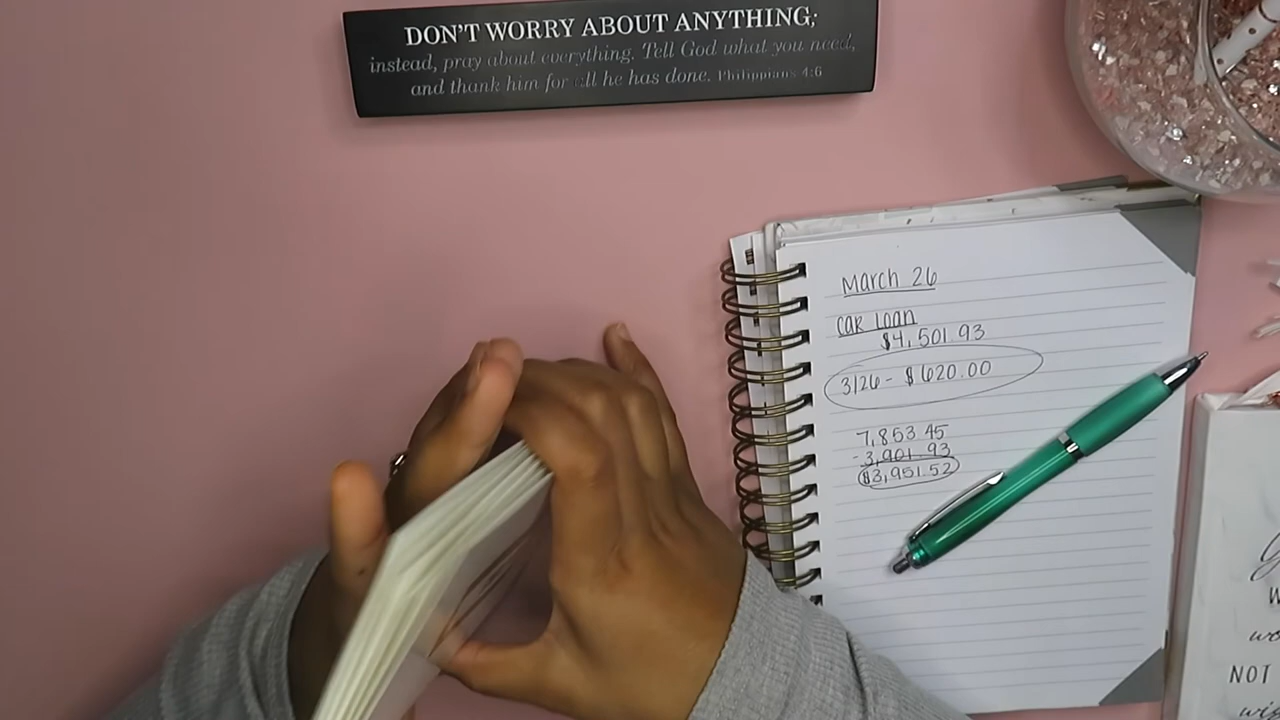 DON'T WORRY ABOUT ANYTHING;
instead, pray about everything. Tell God what you need,
and thank him for all he has done. Philippians 4:6
March 26
CAR LOAN
$4,501.93
3/26 - $620.00
7,853.45
-3,901.93
$3,951.52
NOT